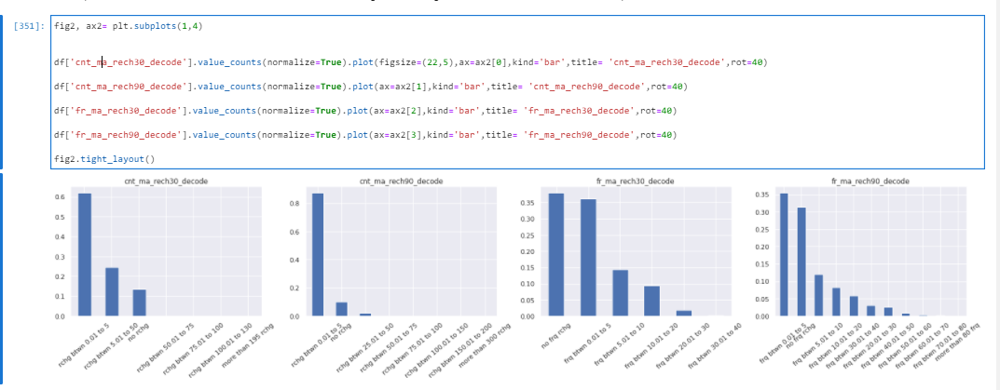 [351]: fig2, ax2= plt.subplots(1,4)
df['cnt_ma_rech30_decode'].value_counts(normalize=True).plot(figsize=(22,5),ax=ax2[0],kind='bar',title= 'cnt_ma_rech30_decode',rot=40)
df['cnt_ma_rech90_decode'].value_counts(normalize=True).plot(ax=ax2[1],kind='bar',title= 'cnt_ma_rech90_decode',rot=40)
df['fr_ma_rech30_decode'].value_counts(normalize=True).plot(ax=ax2[2],kind='bar',title= 'fr_ma_rech30_decode',rot=40)
df['fr_ma_rech90_decode'].value_counts(normalize=True).plot(ax=ax2[3],kind='bar',title= 'fr_ma_rech90_decode',rot=40)
fig2.tight_layout()
cnt_ma_rech30_decode
0.6
0.5
0.4
0.3
0.2
0.1
0.0
rchg btwn 0.01 to 5
rchg btwn 5.01 to 50
no rchg
rchg btwn 50.01 to 75
rchg btwn 75.01 to 100
rchg btwn 100.01 to 130
more than 195 rchg
cnt_ma_rech90_decode
0.8
0.6
0.4
0.2
0.0
rchg btwn 0.01 to 5
no rchg
rchg btwn 25.01 to 50
rchg btwn 50.01 to 75
rchg btwn 75.01 to 100
rchg btwn 100.01 to 150
rchg btwn 150.01 to 200
more than 300 rchg
fr_ma_rech30_decode
0.35
0.30
0.25
0.20
0.15
0.10
0.05
0.00
no frq rchg
frq btwn 0.01 to 5
frq btwn 5.01 to 10
frq btwn 10.01 to 20
frq btwn 20.01 to 30
frq btwn 30.01 to 40
fr_ma_rech90_decode
0.35
0.30
0.25
0.20
0.15
0.10
0.05
0.00
frq btwn 0.01 to 5
no frq rchg
frq btwn 5.01 to 10
frq btwn 10.01 to 20
frq btwn 30.01 to 40
frq btwn 20.01 to 30
frq btwn 40.01 to 50
frq btwn 50.01 to 60
frq btwn 60.01 to 70
frq btwn 70.01 to 80
more than 80 frq